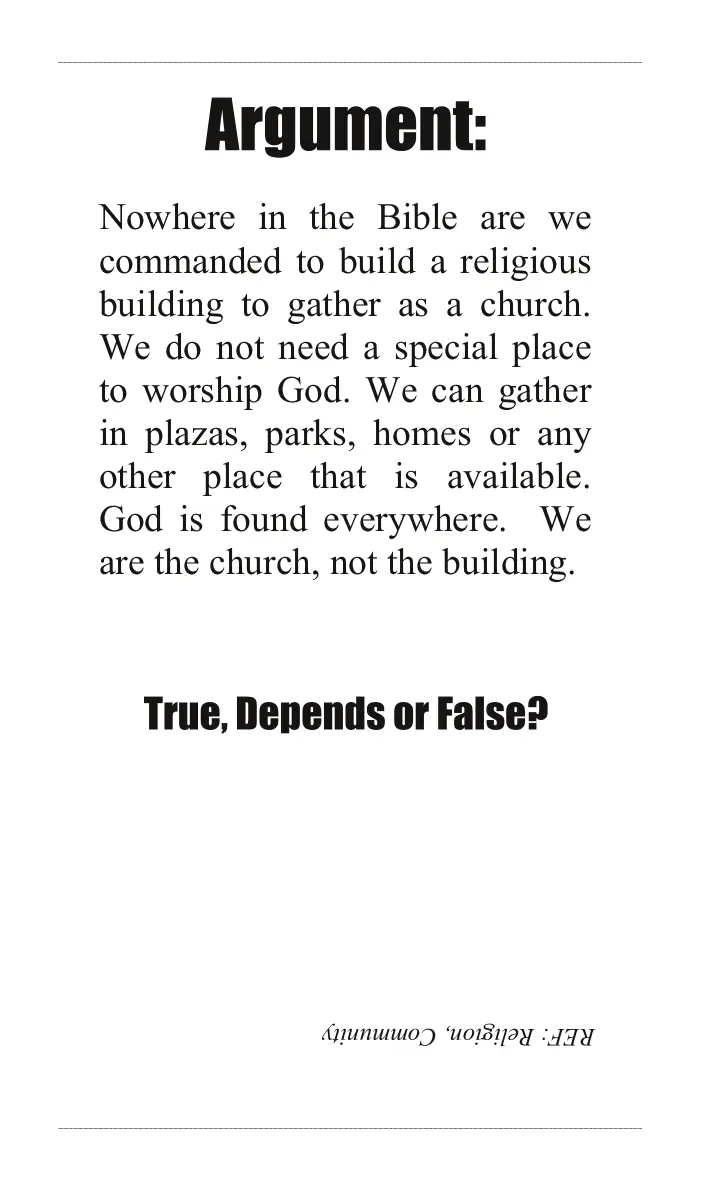 Argument:
Nowhere in the Bible are we
commanded to build a religious
building to gather as a church.
We do not need a special place
to worship God. We can gather
in plazas, parks, homes or any
other place that is available.
God is found everywhere.  We
are the church, not the building.
True, Depends or False?
REF: Religion, Community